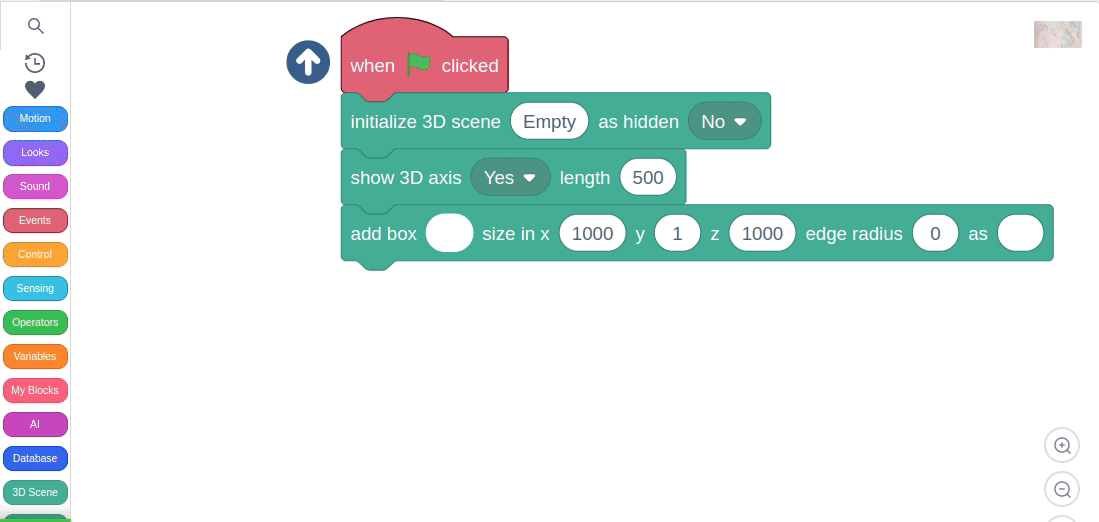 when clicked
initialize 3D scene Empty as hidden No
show 3D axis Yes length 500
add box size in x 1000 y 1 z 1000 edge radius 0 as
Motion
Looks
Sound
Events
Control
Sensing
Operators
Variables
My Blocks
AI
Database
3D Scene